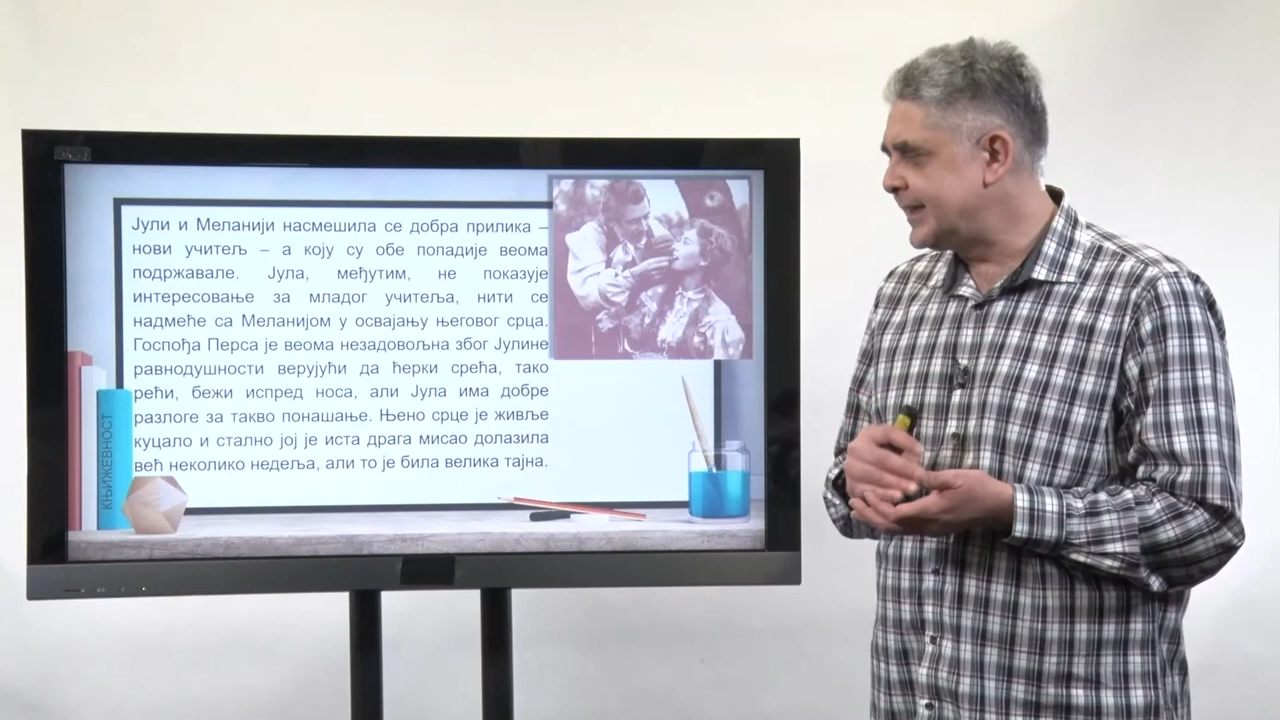 Јули и Меланији насмешила се добра прилика –
нови учитељ – а коју су обе попадије веома
подржавале. Јула, међутим, не показује
интересовање за младог учитеља, нити се
надмеће са Меланијом у освајању његовог срца.
Госпођа Перса је веома незадовољна због Јулине
равнодушности верујући да ћерки срећа, тако
рећи, бежи испред носа, али Јула има добре
разлоге за такво понашање. Њено срце је живље
куцало и стално јој је иста драга мисао долазила
већ неколико недеља, али то је била велика тајна.
КЊИЖЕВНОСТ